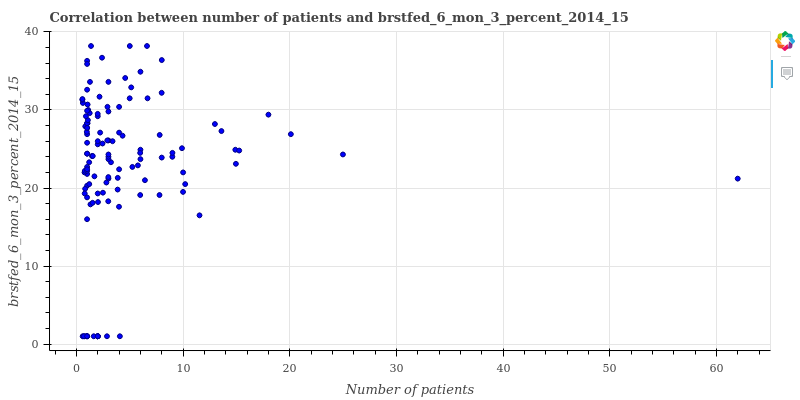 Correlation between number of patients and brstfed_6_mon_3_percent_2014_15
40
30
20
10
0
brstfed_6_mon_3_percent_2014_15
0 10 20 30 40 50 60
Number of patients